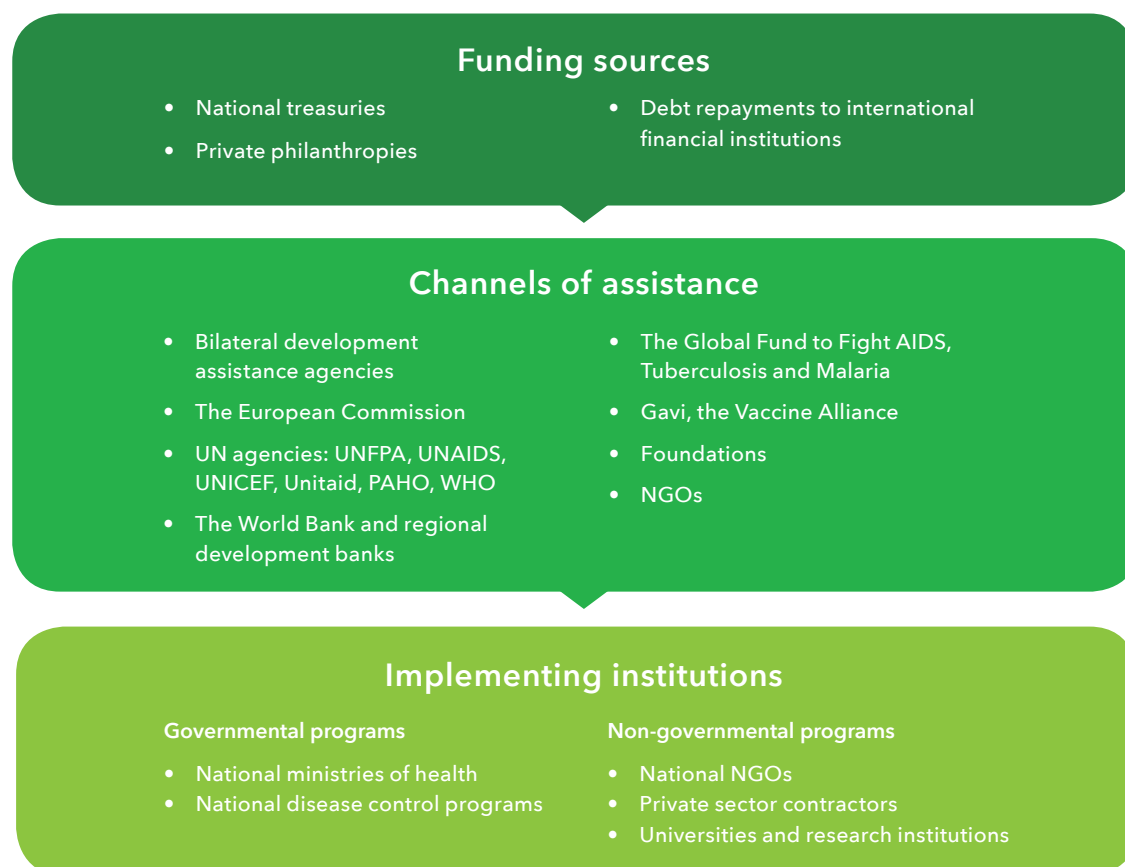 Funding sources
• National treasuries
• Private philanthropies
• Debt repayments to international
financial institutions
Channels of assistance
• Bilateral development
assistance agencies
• The European Commission
• UN agencies: UNFPA, UNAIDS,
UNICEF, Unitaid, PAHO, WHO
• The World Bank and regional
development banks
• The Global Fund to Fight AIDS,
Tuberculosis and Malaria
• Gavi, the Vaccine Alliance
• Foundations
• NGOs
Implementing institutions
Governmental programs
• National ministries of health
• National disease control programs
Non-governmental programs
• National NGOs
• Private sector contractors
• Universities and research institutions